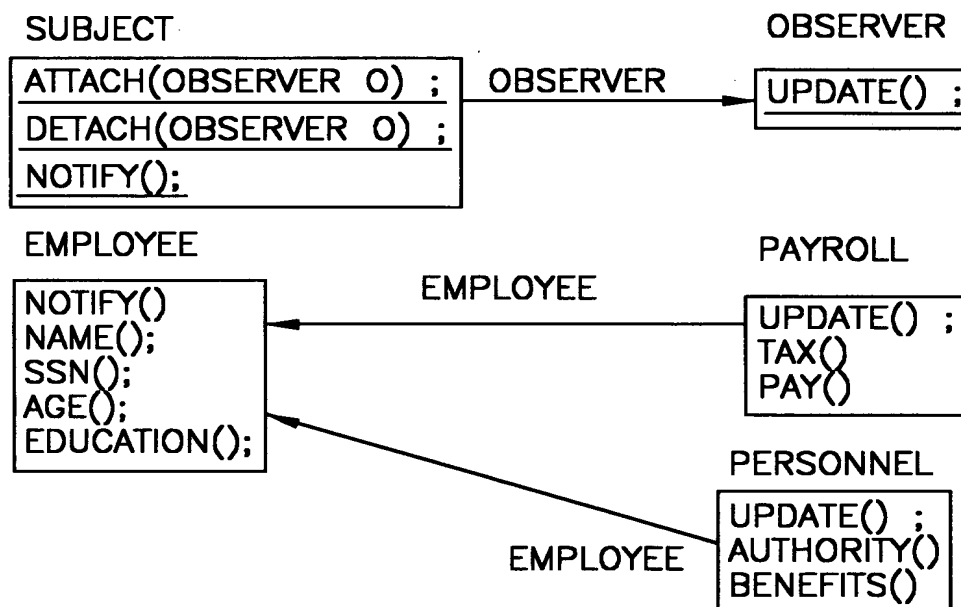 SUBJECT
ATTACH(OBSERVER O) ;
DETACH(OBSERVER O) ;
NOTIFY();
OBSERVER
OBSERVER
UPDATE() ;
EMPLOYEE
NOTIFY()
NAME();
SSN();
AGE();
EDUCATION();
EMPLOYEE
PAYROLL
UPDATE() ;
TAX()
PAY()
EMPLOYEE
PERSONNEL
UPDATE() ;
AUTHORITY()
BENEFITS()